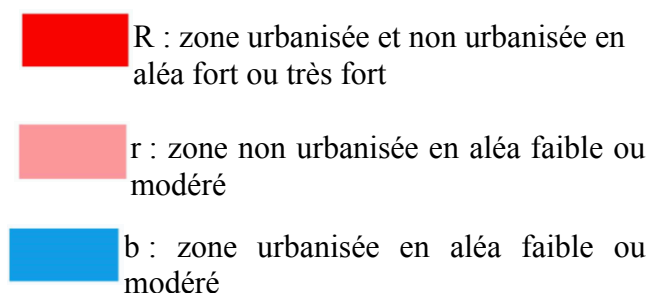 R : zone urbanisée et non urbanisée en
aléa fort ou très fort
r : zone non urbanisée en aléa faible ou
modéré
b : zone urbanisée en aléa faible ou
modéré